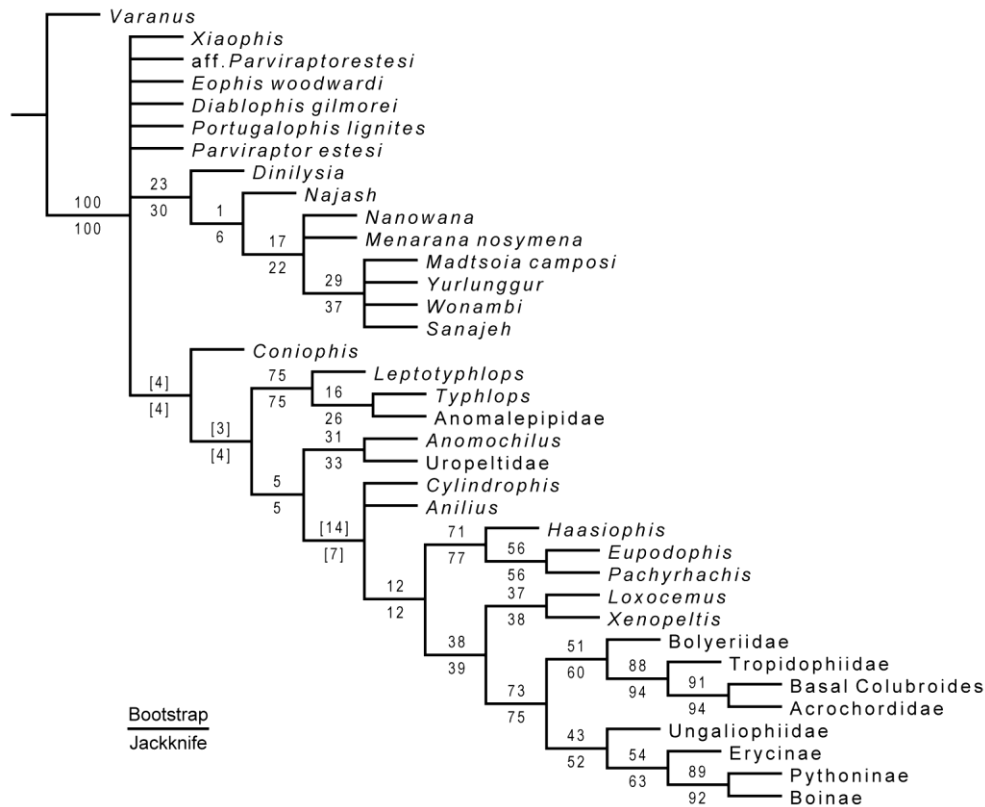 Varanus
Xiaophis
aff.Parviraptorestesi
Eophis woodwardi
Diablophis gilmorei
Portugalophis lignites
Parviraptor estesi
Dinilysia
23
30
Najash
1
6
100
100
Nanowana
17
22
Menarana nosymena
Madtsoia camposi
29
37
Yurlunggur
Wonambi
Sanajeh
Coniophis
[4]
[4]
Leptotyphlops
75
75
Typhlops
16
26
Anomalepipidae
[3]
[4]
Anomochilus
31
33
Uropeltidae
5
5
Cylindrophis
Anilius
[14]
[7]
Haasiophis
71
77
Eupodophis
56
56
Pachyrhachis
12
12
Loxocemus
37
38
Xenopeltis
38
39
Bolyeriidae
51
60
Tropidophiidae
88
94
Basal Colubroides
91
94
Acrochordidae
73
75
Ungaliophiidae
43
52
Erycinae
54
63
Pythoninae
89
92
Boinae
Bootstrap
Jackknife